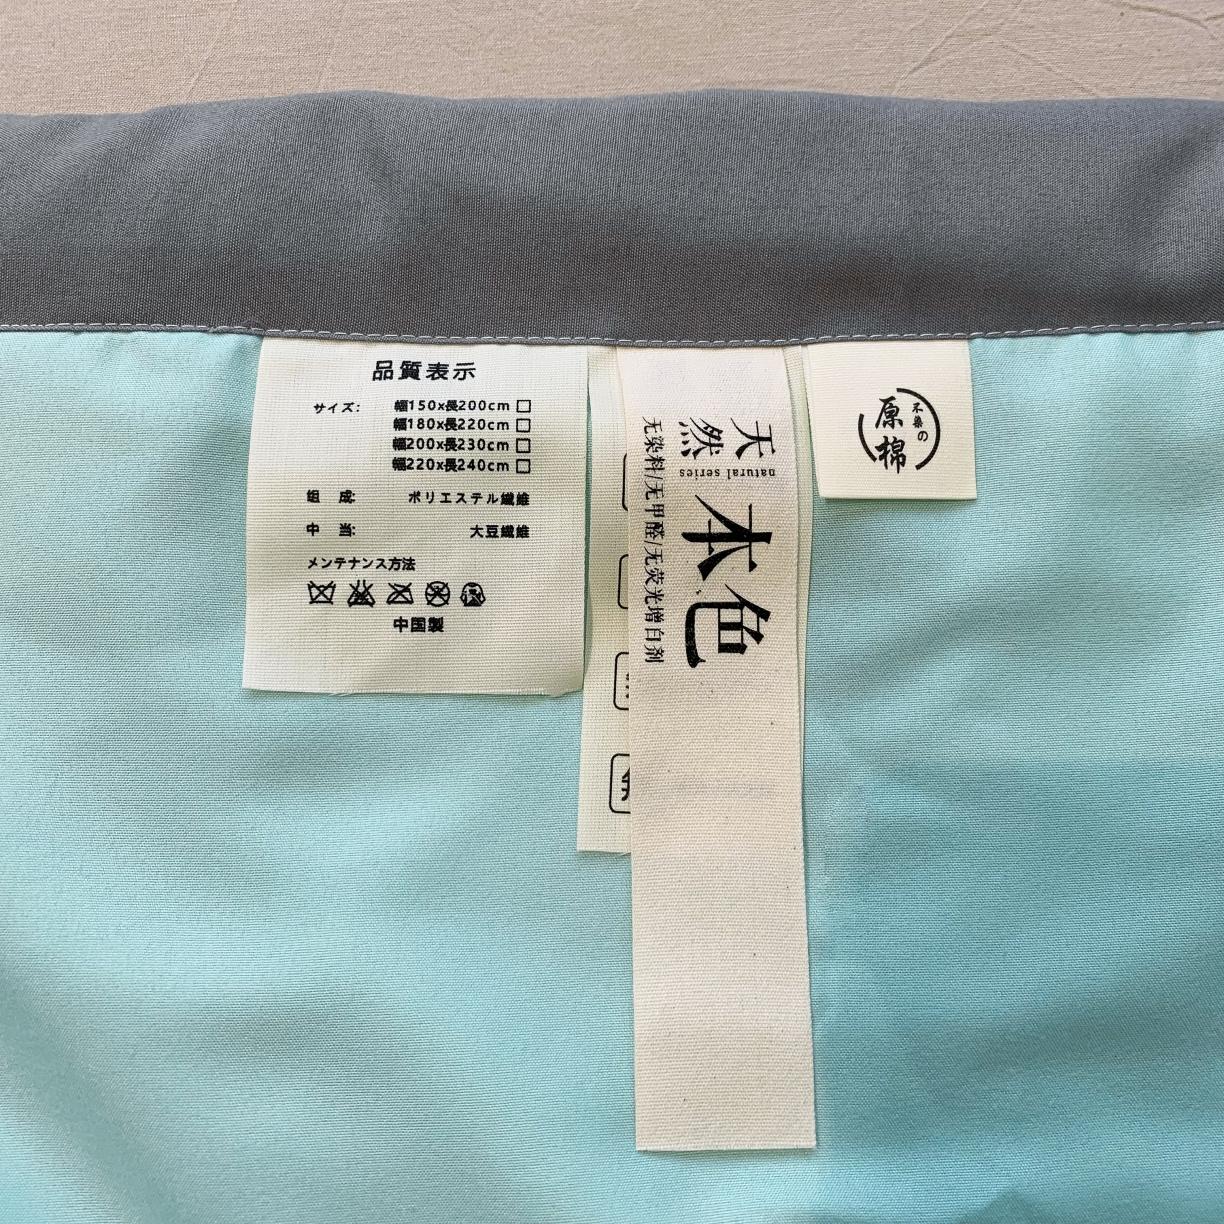 品質表示
サイズ: 幅150x長200cm
幅180x長220cm
幅200x長230cm
幅220x長240cm
组 成: ポリエステル繊維
中 当: 大豆繊維
メンテナンス方法
中国製
天然
natural series
本色
无染料/无甲醛/无荧光增白剂
不染の
原棉